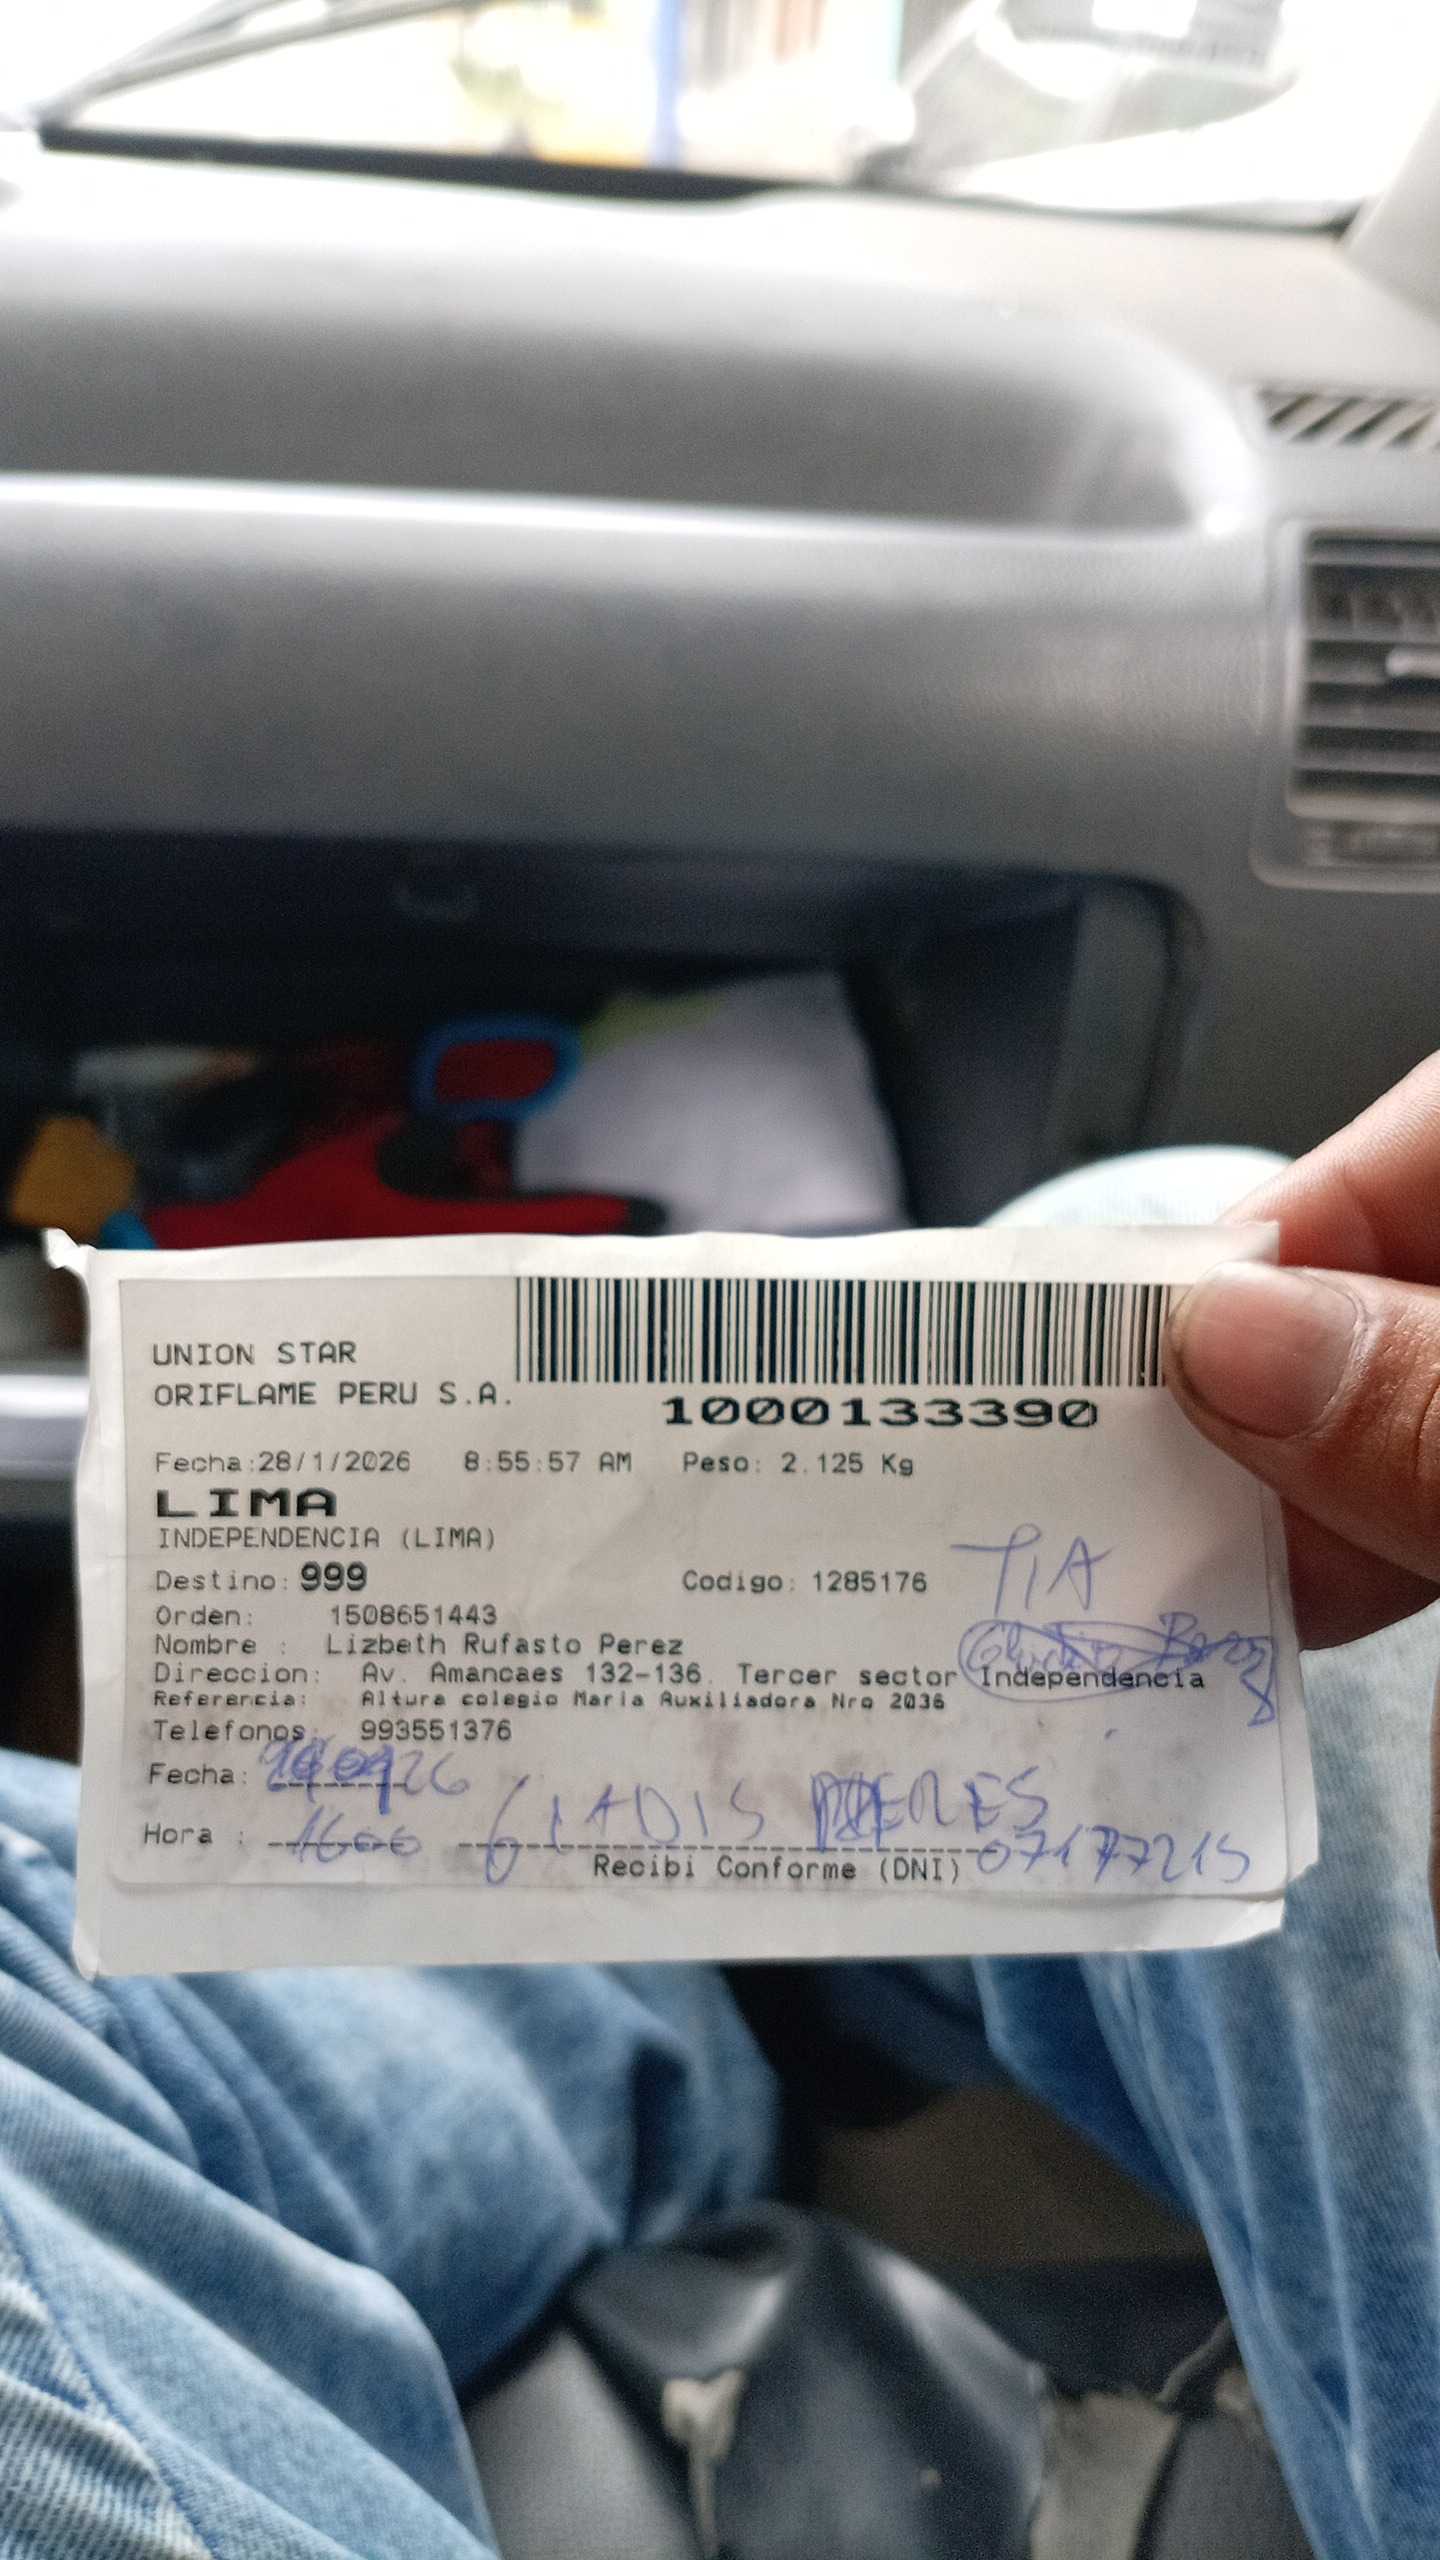 UNION STAR
ORIFLAME PERU S.A.
1000133390
Fecha:28/1/2026 8:55:57 AM Peso: 2.125 Kg
LIMA
INDEPENDENCIA (LIMA)
Destino: 999 Codigo: 1285176
TIA
Orden: 1508651443
Nombre : Lizbeth Rufasto Perez
Direccion: Av. Amancaes 132-136. Tercer sector Independencia
Referencia: Altura colegio Maria Auxiliadora Nro 2036
Telefonos: 993551376
Fecha:
Hora : 1600
Recibi Conforme (DNI) 07177215